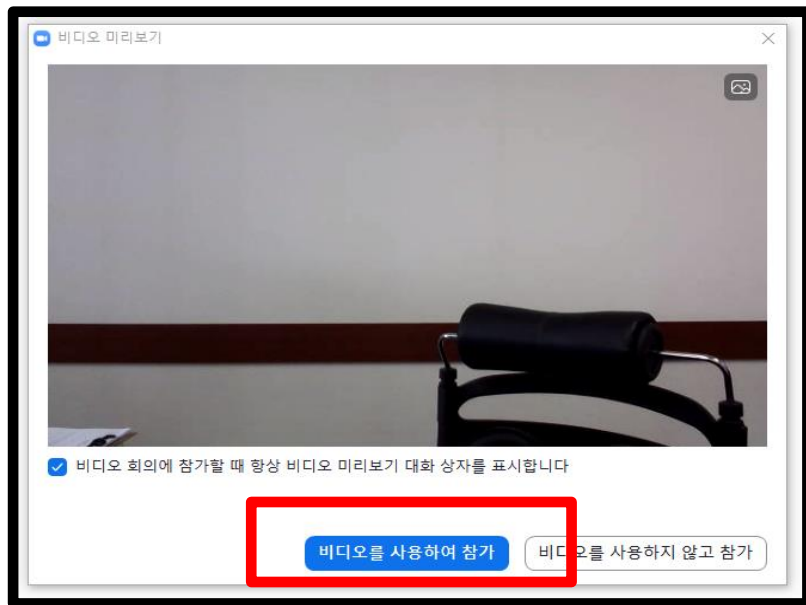 비디오 미리보기
비디오 회의에 참가할 때 항상 비디오 미리보기 대화 상자를 표시합니다
비디오를 사용하여 참가
비디오를 사용하지 않고 참가